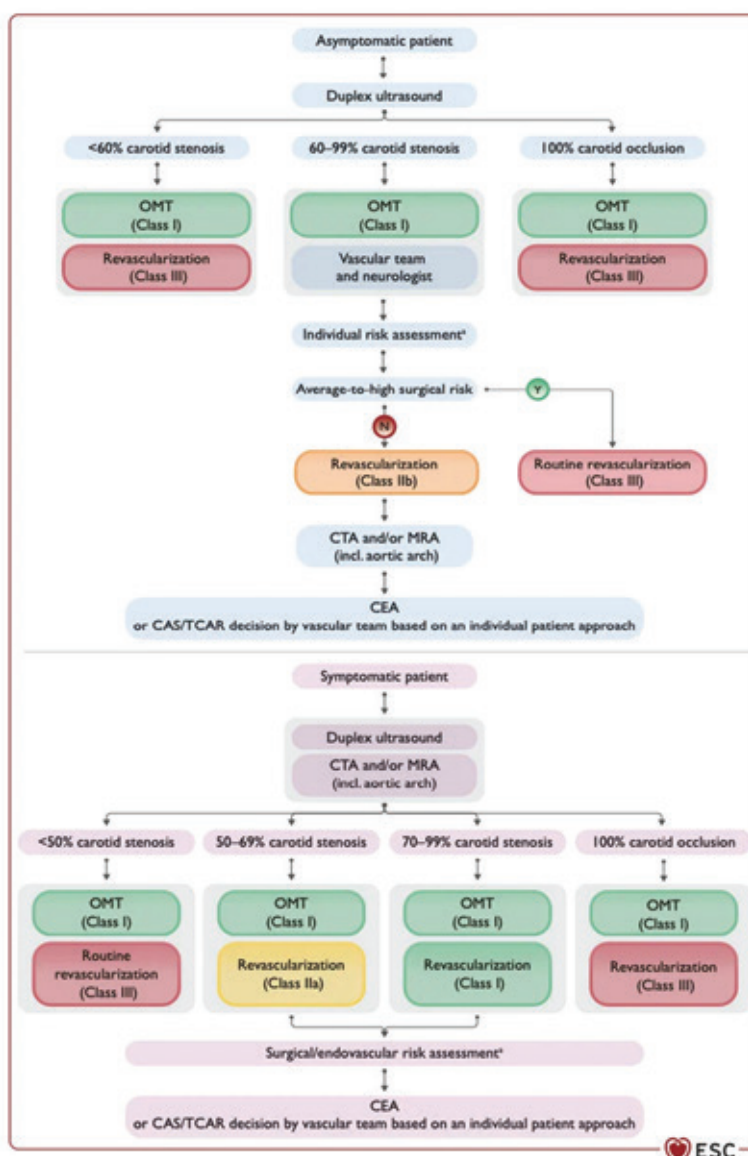 Asymptomatic patient
Duplex ultrasound
<60% carotid stenosis
60–99% carotid stenosis
100% carotid occlusion
OMT
(Class I)
Revascularization
(Class III)
OMT
(Class I)
Vascular team
and neurologist
OMT
(Class I)
Revascularization
(Class III)
Individual risk assessmentᵃ
Average-to-high surgical risk
Y
N
Revascularization
(Class IIb)
Routine revascularization
(Class III)
CTA and/or MRA
(incl. aortic arch)
CEA
or CAS/TCAR decision by vascular team based on an individual patient approach
Symptomatic patient
Duplex ultrasound
CTA and/or MRA
(incl. aortic arch)
<50% carotid stenosis
50–69% carotid stenosis
70–99% carotid stenosis
100% carotid occlusion
OMT
(Class I)
Routine
revascularization
(Class III)
OMT
(Class I)
Revascularization
(Class IIa)
OMT
(Class I)
Revascularization
(Class I)
OMT
(Class I)
Revascularization
(Class III)
Surgical/endovascular risk assessmentᵃ
CEA
or CAS/TCAR decision by vascular team based on an individual patient approach
ESC